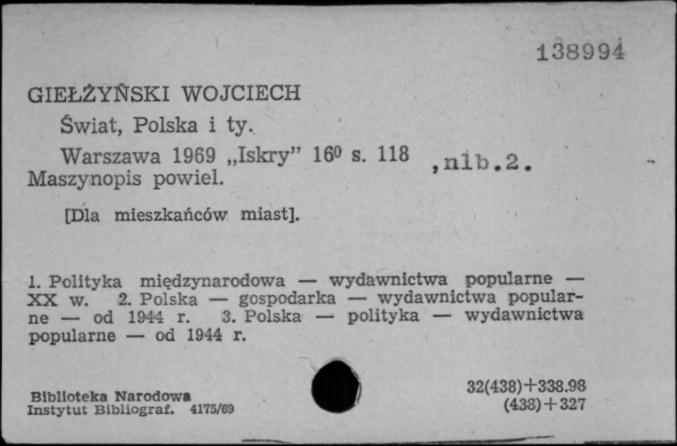 138994
GIEŁŻYŃSKI WOJCIECH
Świat, Polska i ty.
Warszawa 1969 „Iskry” 16⁰ s. 118 ,nlb.2.
Maszynopis powiel.
[Dla mieszkańców miast].
1. Polityka międzynarodowa — wydawnictwa popularne —
XX w. 2. Polska — gospodarka — wydawnictwa popular-
ne — od 1944 r. 3. Polska — polityka — wydawnictwa
popularne — od 1944 r.
Biblioteka Narodowa
Instytut Bibliograf. 4175/69
32(438)+338.98
(438)+327